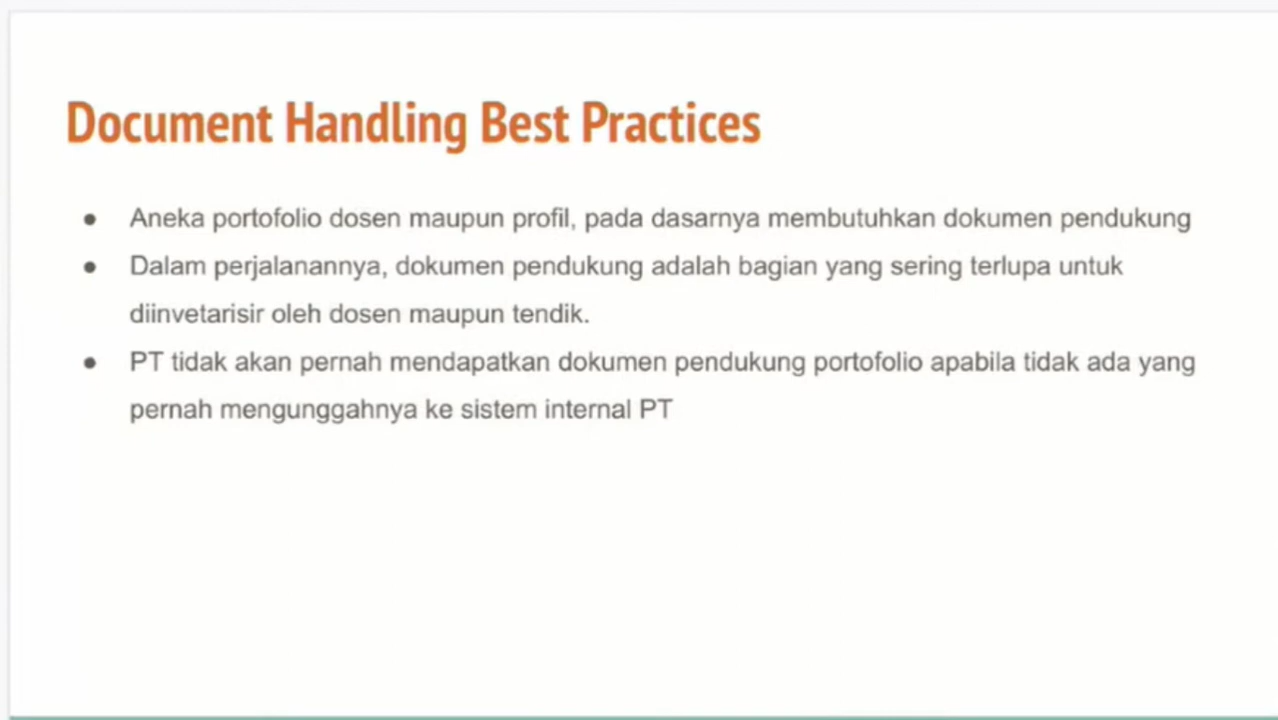 Document Handling Best Practices
● Aneka portofolio dosen maupun profil, pada dasarnya membutuhkan dokumen pendukung
● Dalam perjalanannya, dokumen pendukung adalah bagian yang sering terlupa untuk
diinvetarisir oleh dosen maupun tendik.
● PT tidak akan pernah mendapatkan dokumen pendukung portofolio apabila tidak ada yang
pernah mengunggahnya ke sistem internal PT